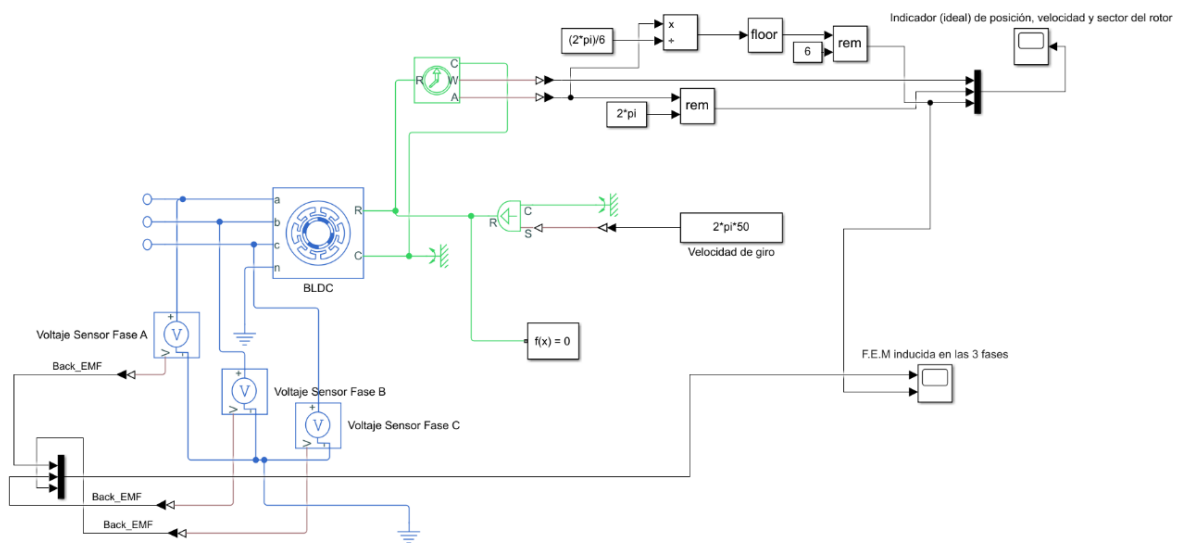 Indicador (ideal) de posición, velocidad y sector del rotor
(2*pi)/6
x
÷
floor
6
rem
R
C
W
A
2*pi
rem
a
b
c
n
R
C
BLDC
R
C
S
2*pi*50
Velocidad de giro
f(x) = 0
Voltaje Sensor Fase A
+
V
V
Back_EMF
Voltaje Sensor Fase B
+
V
V
Voltaje Sensor Fase C
+
V
V
F.E.M inducida en las 3 fases
Back_EMF
Back_EMF